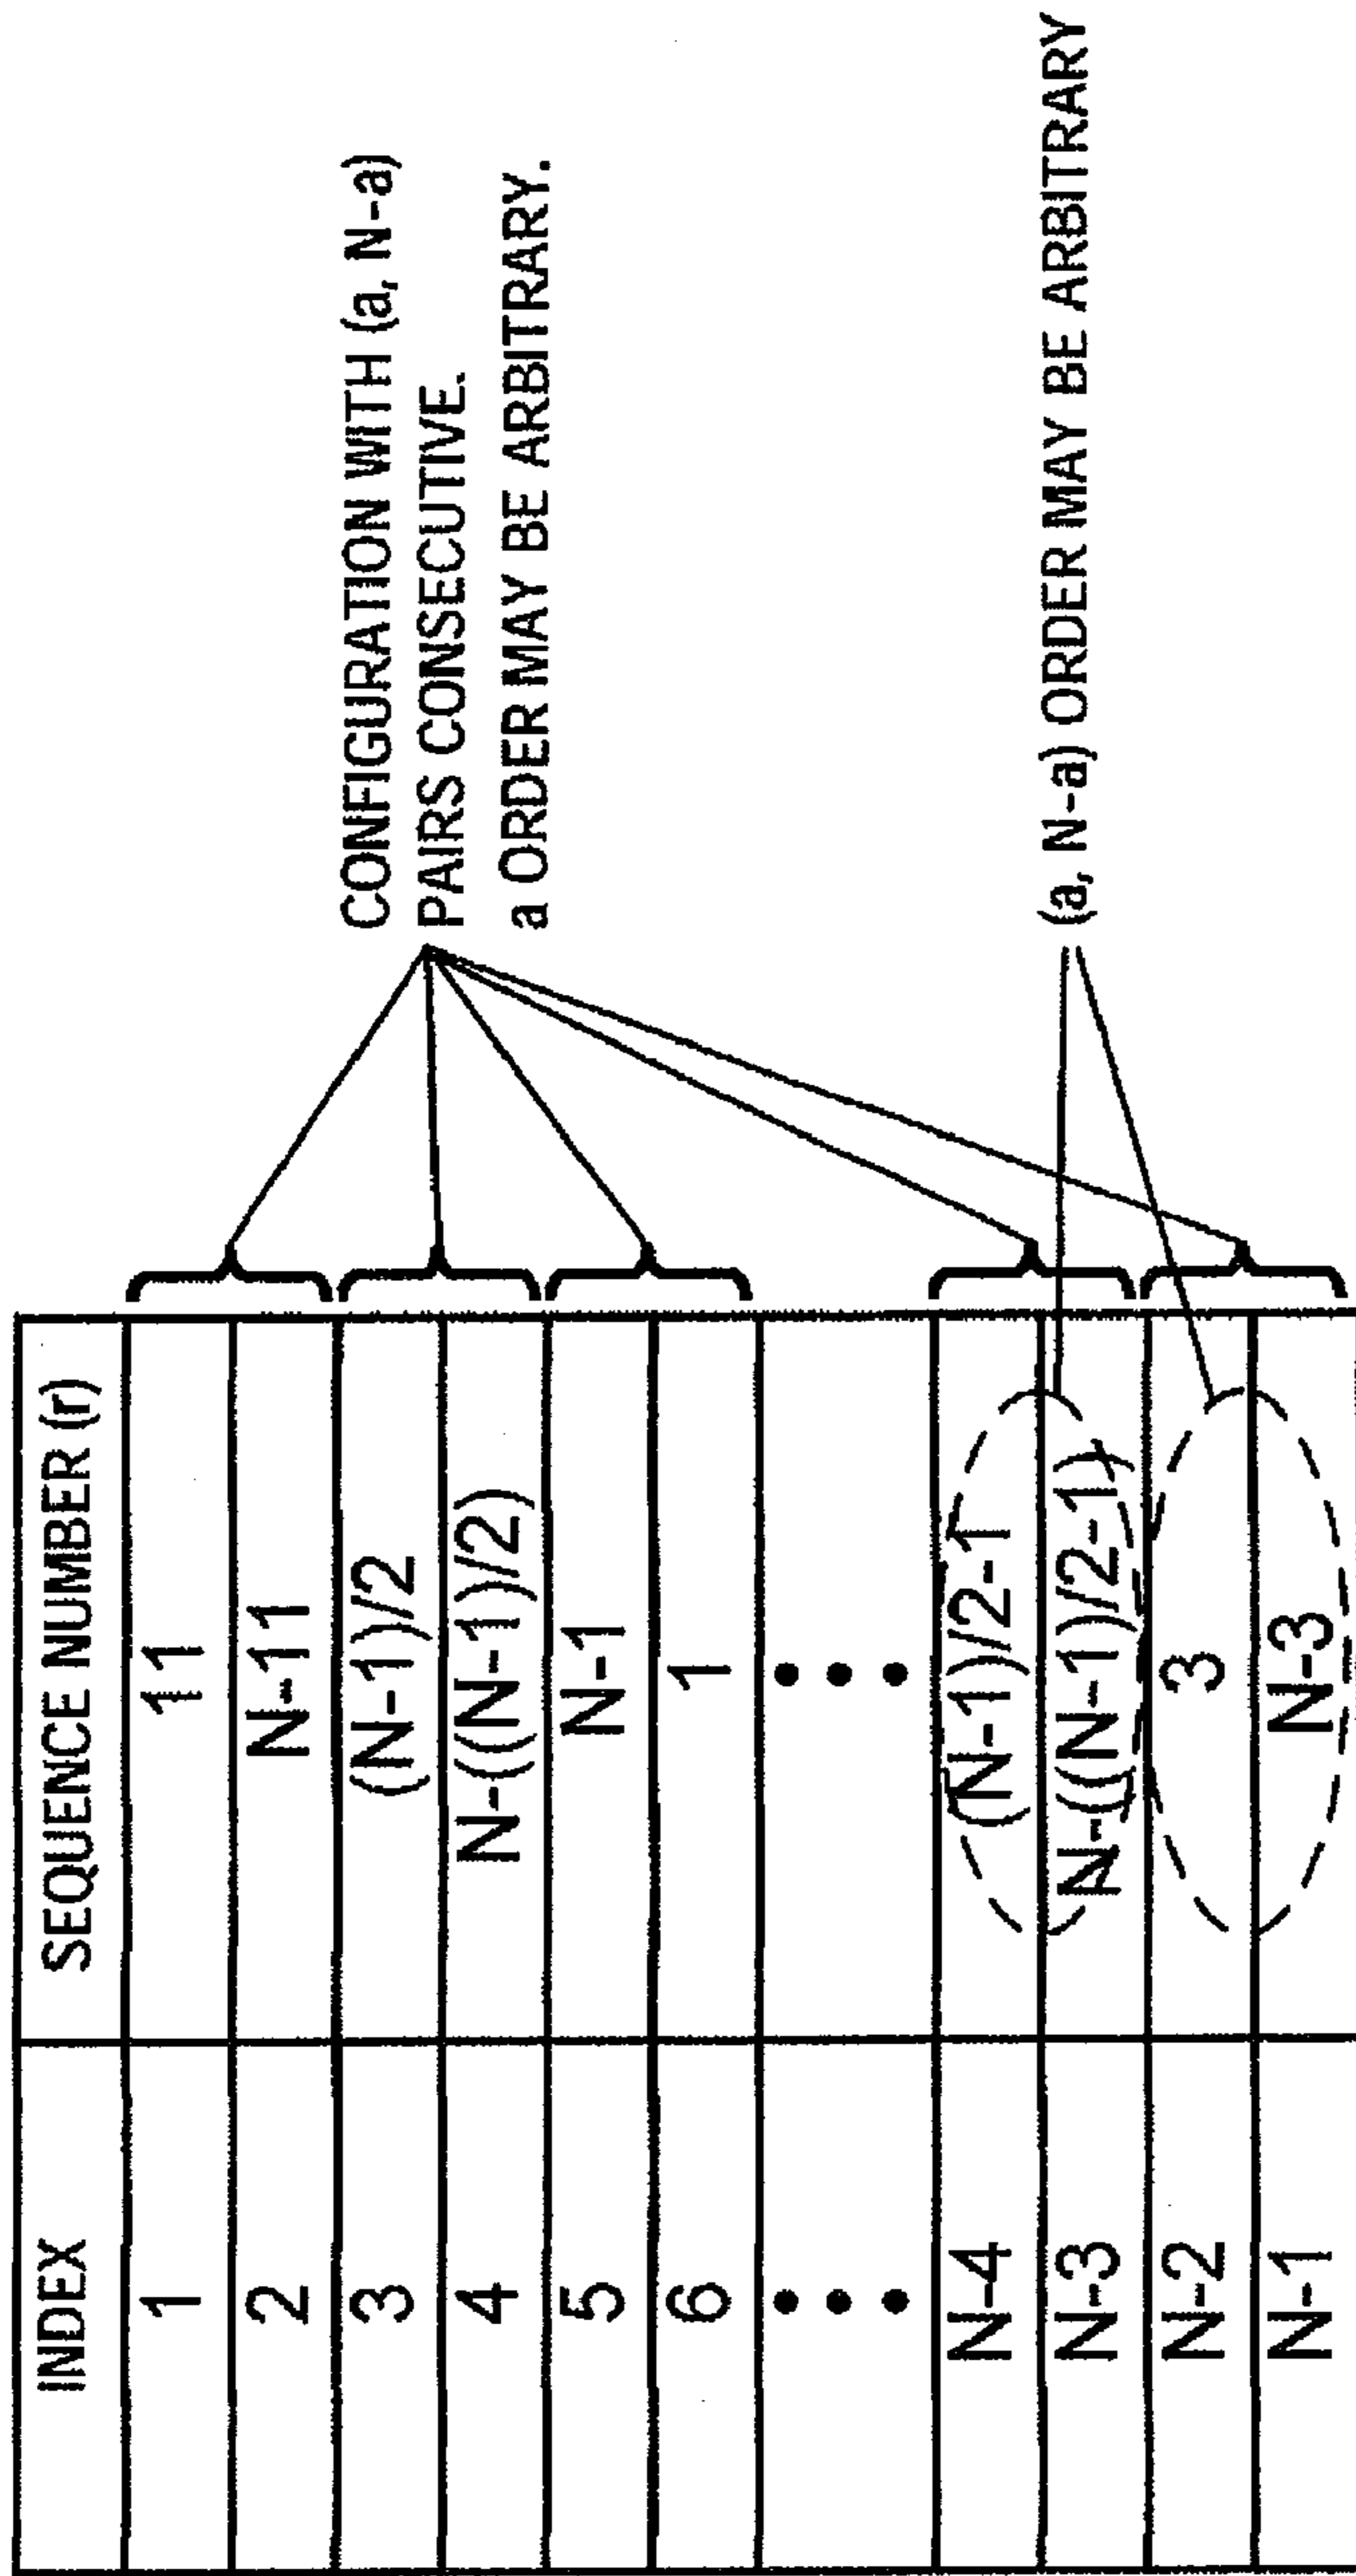 INDEX SEQUENCE NUMBER (r)
1 11
2 N-11
3 (N-1)/2
4 N-((N-1)/2)
5 N-1
6 1
••• •••
N-4 (N-1)/2-1
N-3 N-((N-1)/2-1)
N-2 3
N-1 N-3
CONFIGURATION WITH (a, N-a)
PAIRS CONSECUTIVE.
a ORDER MAY BE ARBITRARY.
(a, N-a) ORDER MAY BE ARBITRARY